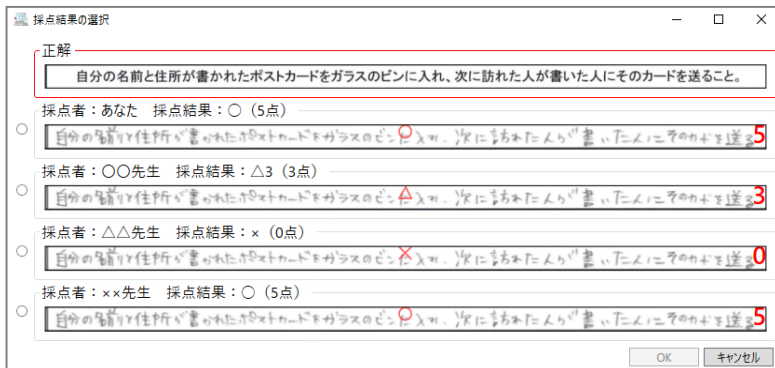 採点結果の選択
正解
自分の名前と住所が書かれたポストカードをガラスのビンに入れ、次に訪れた人が書いた人にそのカードを送ること。
採点者：あなた　採点結果：○（5点）
自分の名前と住所が書かれたポストカードをガラスのビンに入れ、次に訪れた人が書いた人にそのカードを送る 5
採点者：〇〇先生　採点結果：△3（3点）
自分の名前と住所が書かれたポストカードをガラスのビンに入れ、次に訪れた人が書いた人にそのカードを送る 3
採点者：△△先生　採点結果：×（0点）
自分の名前と住所が書かれたポストカードをガラスのビンに入れ、次に訪れた人が書いた人にそのカードを送る 0
採点者：××先生　採点結果：○（5点）
自分の名前と住所が書かれたポストカードをガラスのビンに入れ、次に訪れた人が書いた人にそのカードを送る 5
OK キャンセル